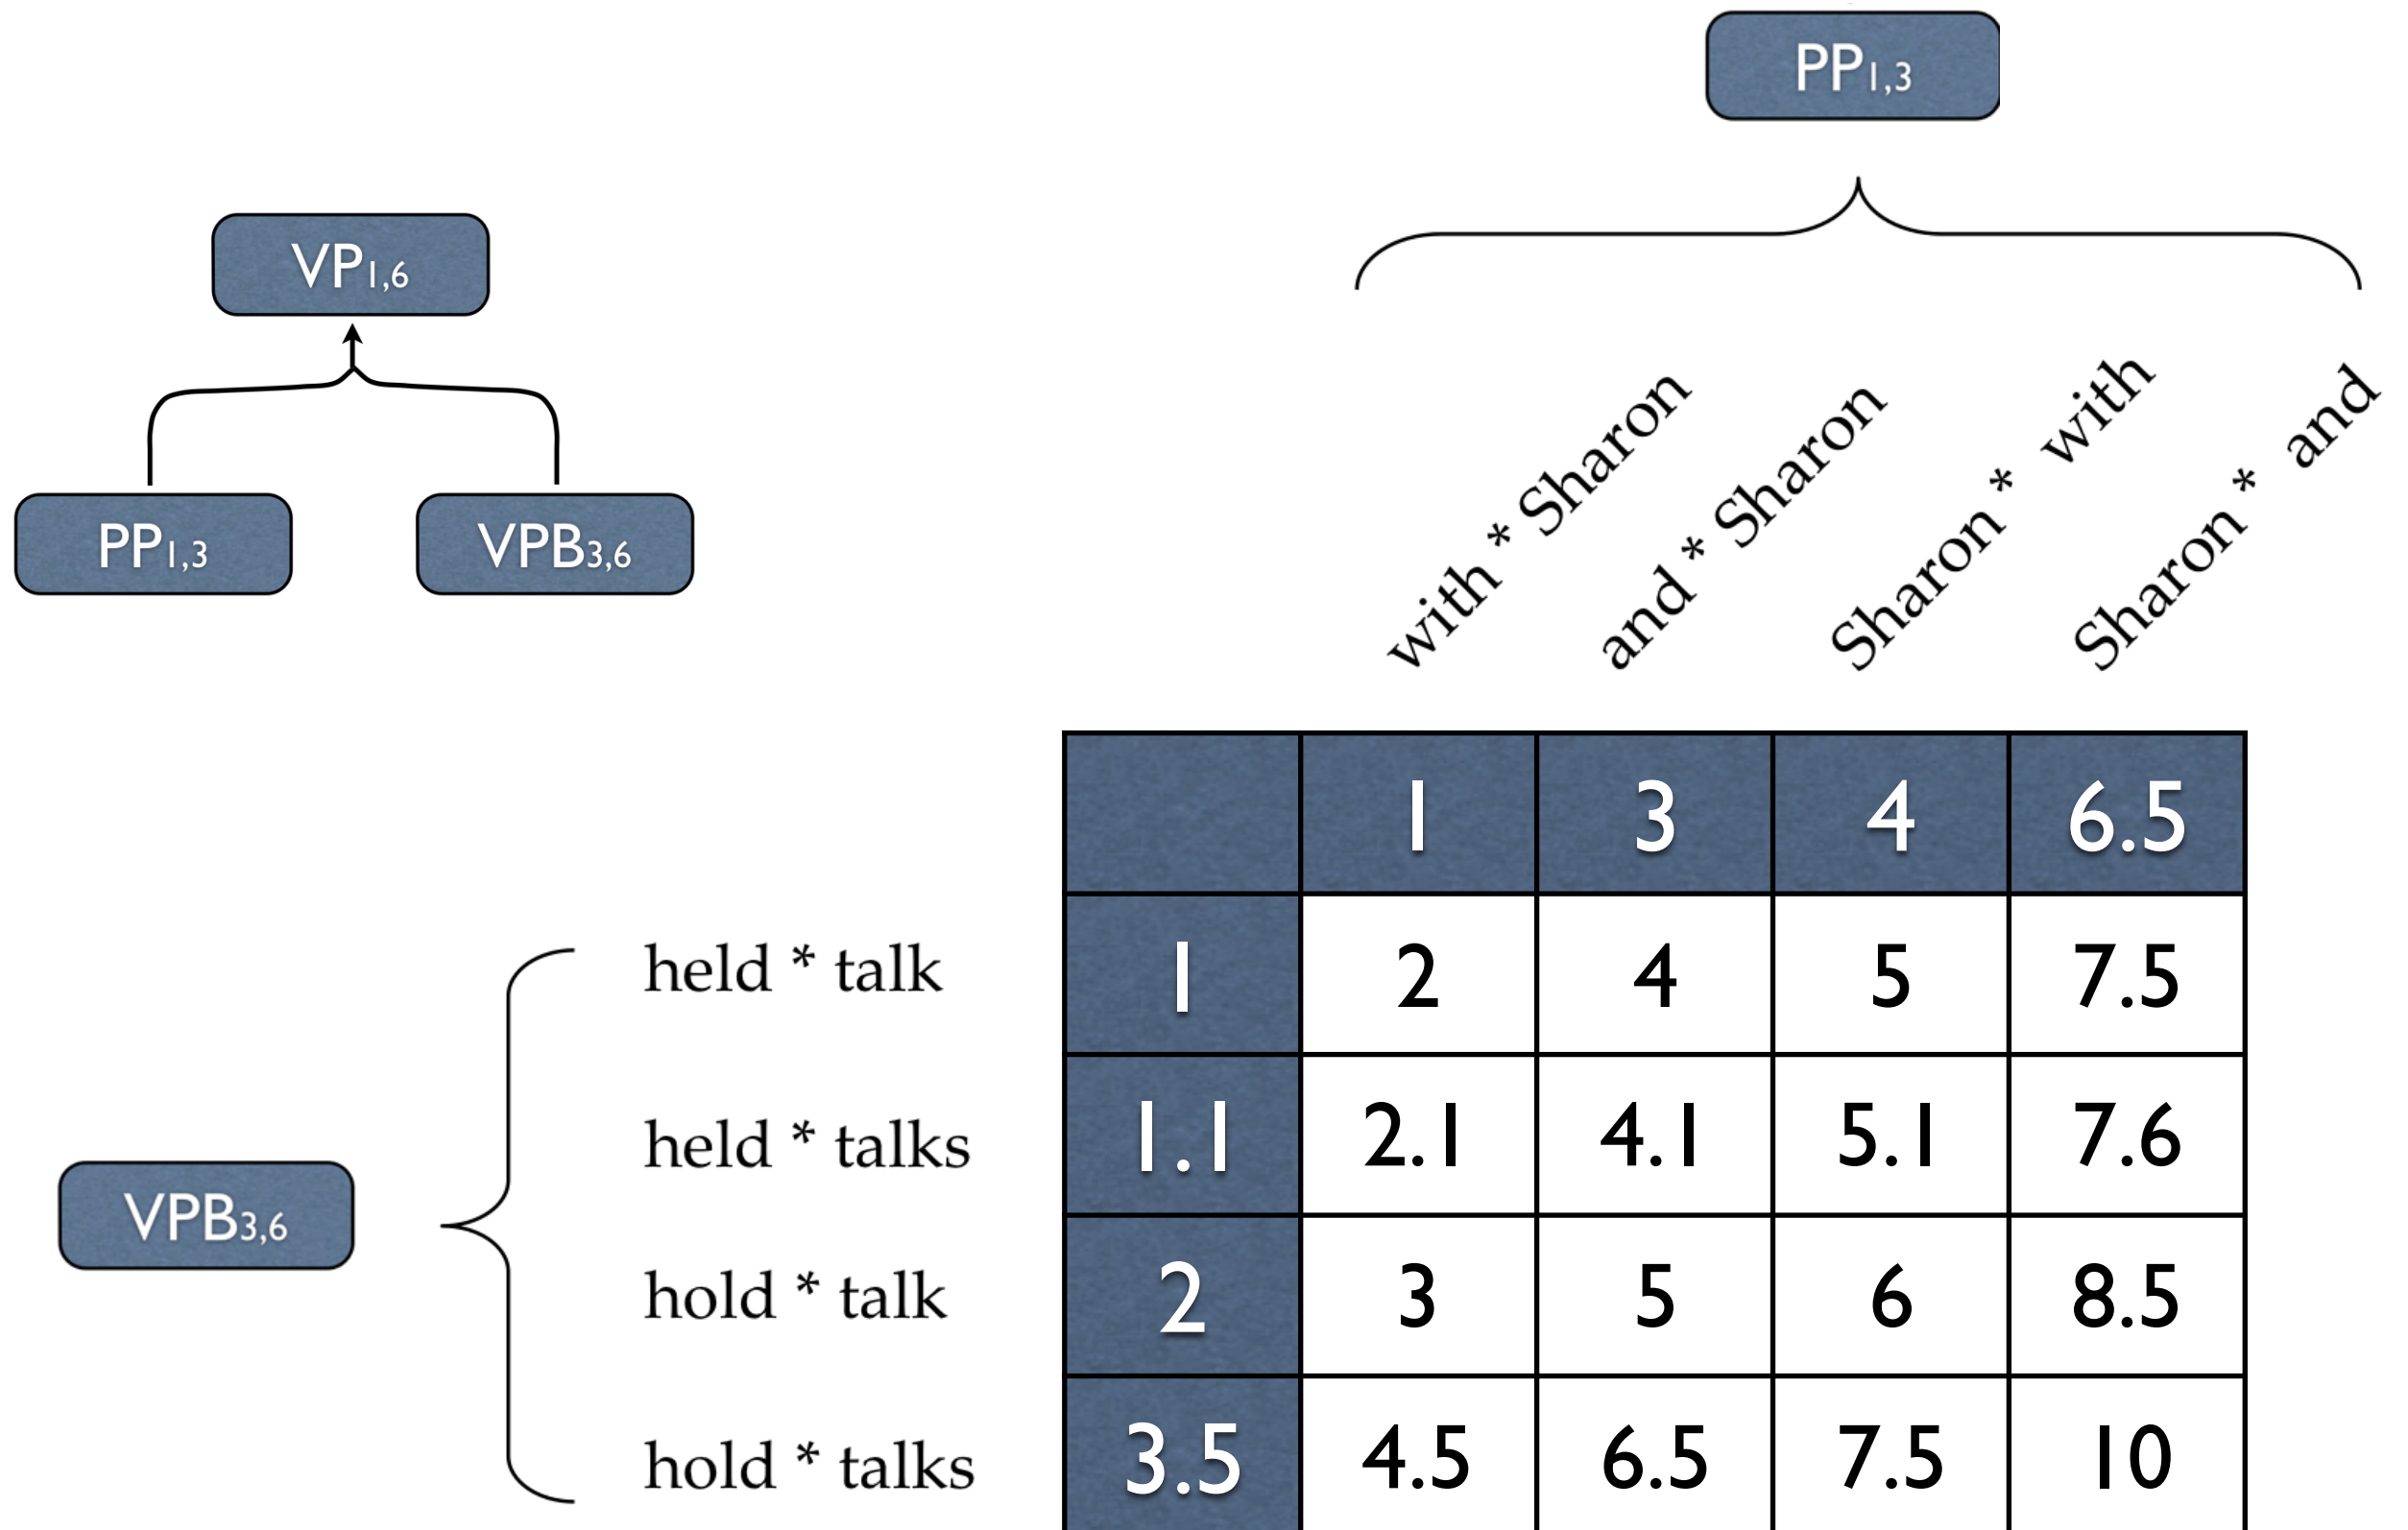 PP1,3
VP1,6
PP1,3 VPB3,6
with * Sharon
and * Sharon
Sharon * with
Sharon * and
1 3 4 6.5
held * talk 1 2 4 5 7.5
held * talks 1.1 2.1 4.1 5.1 7.6
VPB3,6
hold * talk 2 3 5 6 8.5
hold * talks 3.5 4.5 6.5 7.5 10